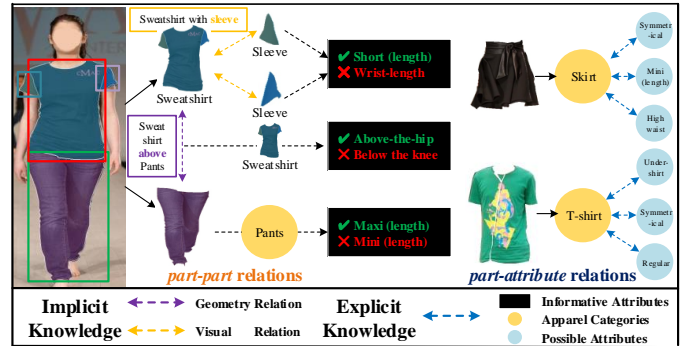 Sweatshirt with sleeve
Sleeve
Sweatshirt
Sleeve
Sweat
shirt
above
Pants
Sweatshirt
Pants
✔ Short (length)
✘ Wrist-length
✔ Above-the-hip
✘ Below the knee
✔ Maxi (length)
✘ Mini (length)
part-part relations
Skirt
Symmetr-
ical
Mini
(length)
High
waist
T-shirt
Under-
shirt
Symmetr-
ical
Regular
part-attribute relations
Implicit
Knowledge
Geometry Relation
Visual Relation
Explicit
Knowledge
Informative Attributes
Apparel Categories
Possible Attributes